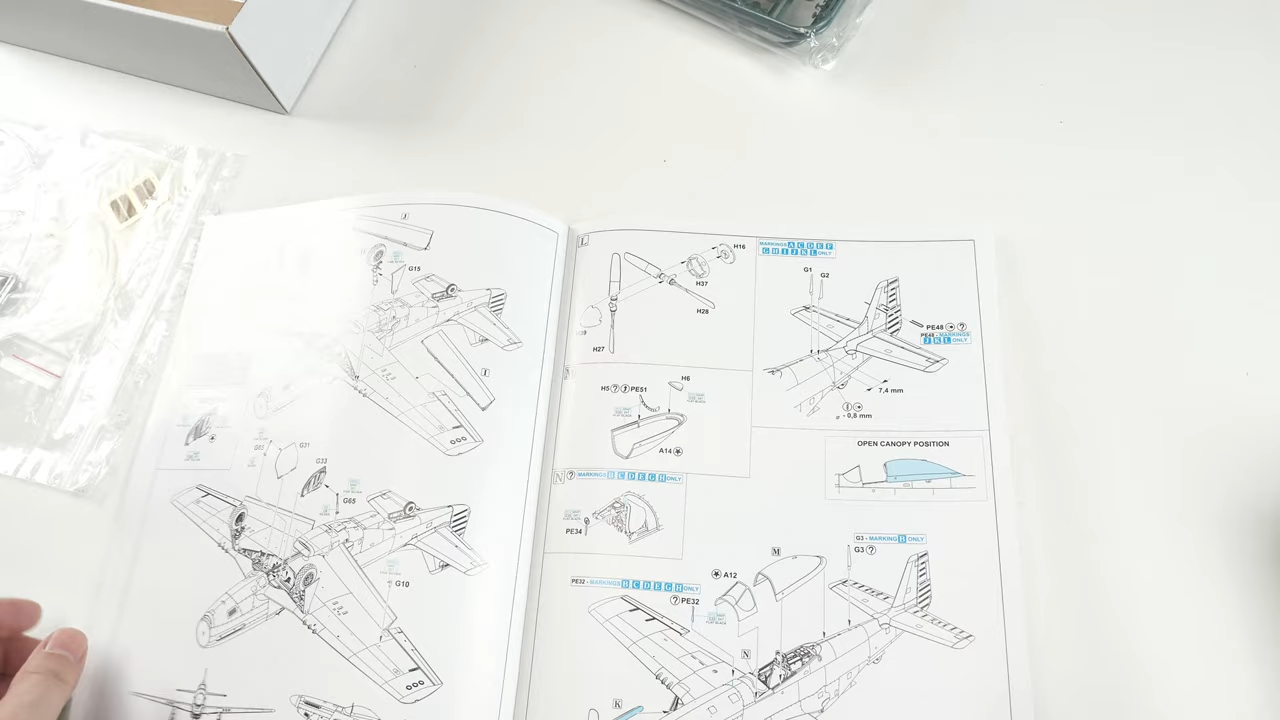 J
G15
I
G31
G33
G65
G10
L
H16
H37
H28
H27
MARKINGS A C D E F
G H I J K L ONLY
G1
G2
PE48
PE48 - MARKINGS
J K L ONLY
7,4 mm
ø - 0,8 mm
H6
H5 ? PE51
A14
OPEN CANOPY POSITION
N ? MARKINGS B C D E G H ONLY
PE34
G3 - MARKING B ONLY
G3 ?
M
A12
PE32 - MARKINGS B C D E G H ONLY
? PE32
N
K